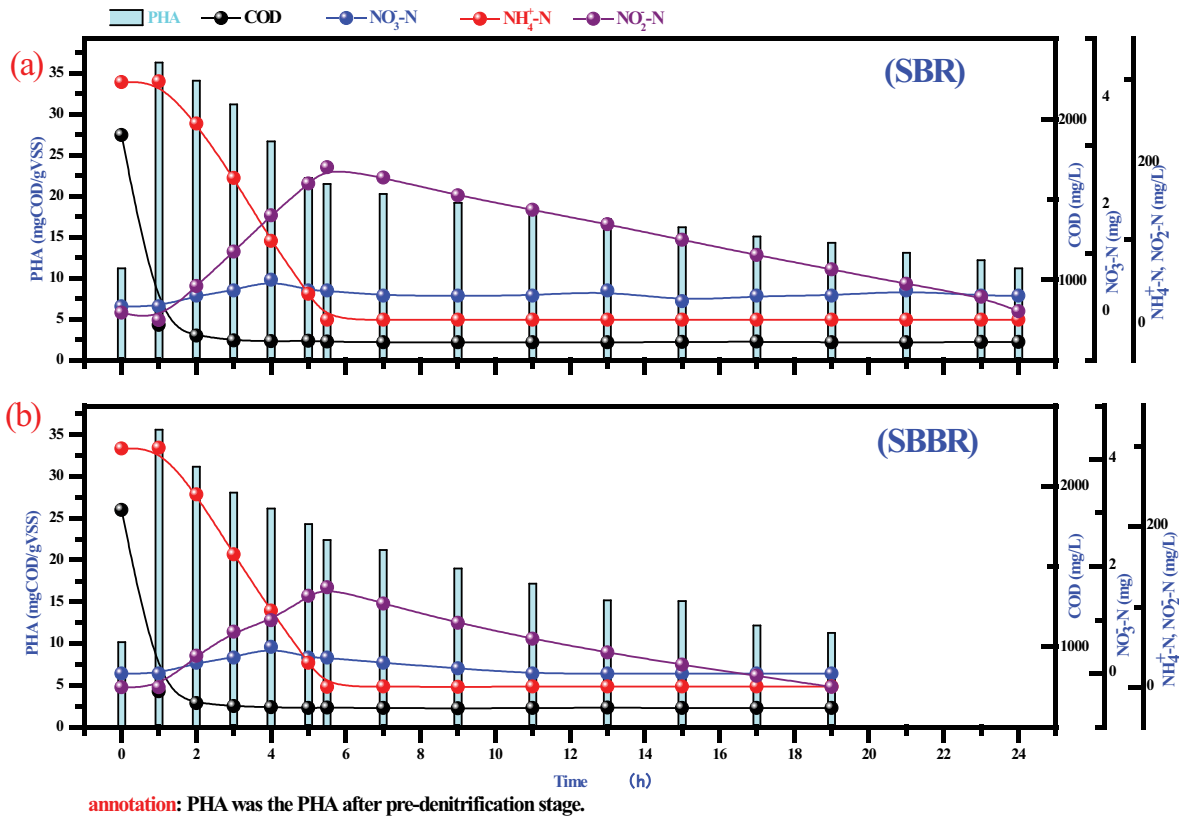 PHA COD NO₃⁻-N NH₄⁺-N NO₂⁻-N
(a)
(SBR)
PHA (mgCOD/gVSS)
35
30
25
20
15
10
5
0
COD (mg/L)
2000
1000
NO₃⁻-N (mg)
4
2
0
NH₄⁺-N, NO₂⁻-N (mg/L)
200
0
(b)
(SBBR)
PHA (mgCOD/gVSS)
35
30
25
20
15
10
5
0
COD (mg/L)
2000
1000
NO₃⁻-N (mg)
4
2
0
NH₄⁺-N, NO₂⁻-N (mg/L)
200
0
0 2 4 6 8 10 12 14 16 18 20 22 24
Time (h)
annotation: PHA was the PHA after pre-denitrification stage.